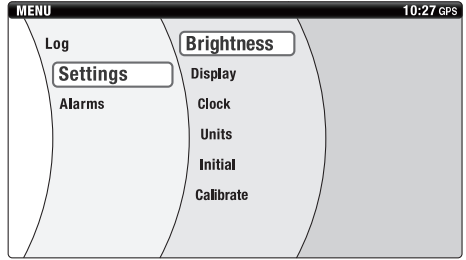 MENU 10:27 GPS
Log
Settings
Alarms
Brightness
Display
Clock
Units
Initial
Calibrate